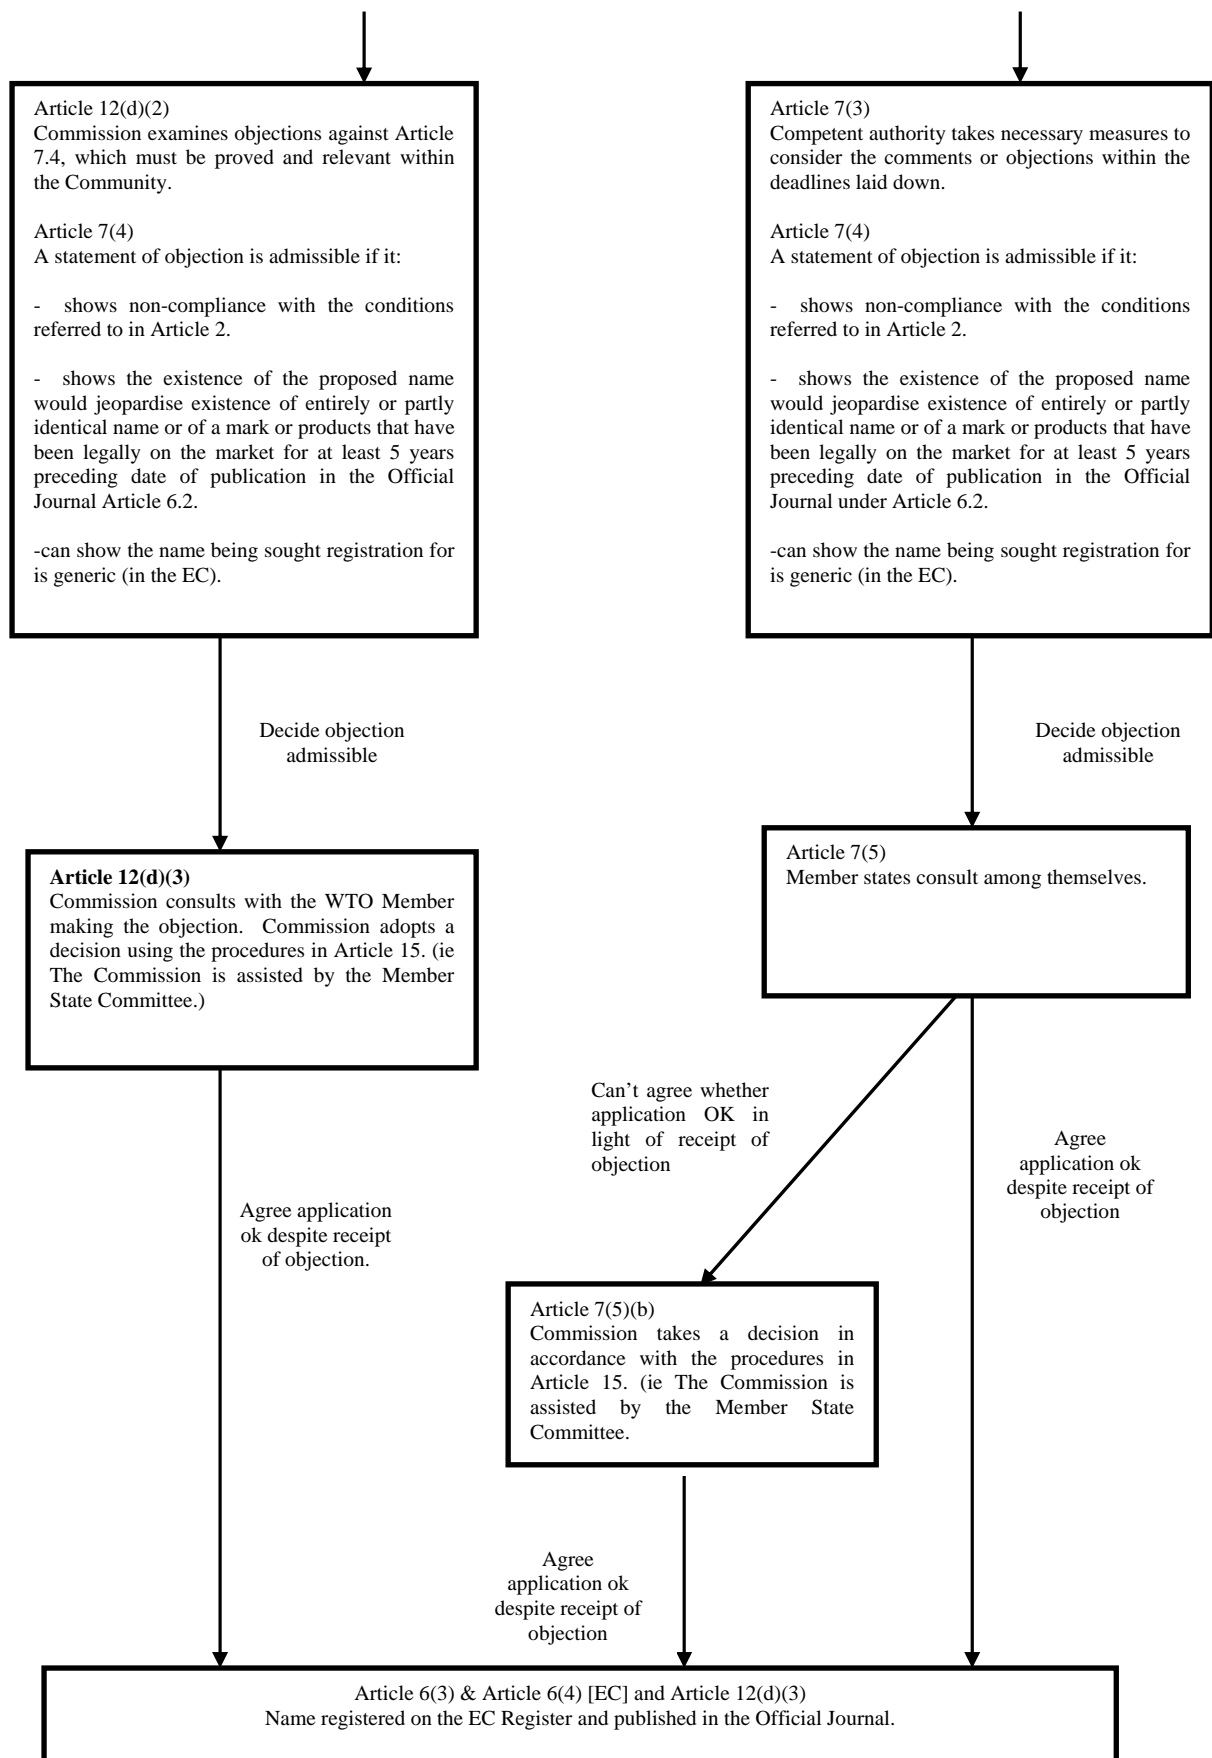 Article 12(d)(2)
Commission examines objections against Article
7.4, which must be proved and relevant within
the Community.
Article 7(4)
A statement of objection is admissible if it:
- shows non-compliance with the conditions
referred to in Article 2.
- shows the existence of the proposed name
would jeopardise existence of entirely or partly
identical name or of a mark or products that have
been legally on the market for at least 5 years
preceding date of publication in the Official
Journal Article 6.2.
-can show the name being sought registration for
is generic (in the EC).
Article 7(3)
Competent authority takes necessary measures to
consider the comments or objections within the
deadlines laid down.
Article 7(4)
A statement of objection is admissible if it:
- shows non-compliance with the conditions
referred to in Article 2.
- shows the existence of the proposed name
would jeopardise existence of entirely or partly
identical name or of a mark or products that have
been legally on the market for at least 5 years
preceding date of publication in the Official
Journal under Article 6.2.
-can show the name being sought registration for
is generic (in the EC).
Decide objection
admissible
Decide objection
admissible
Article 12(d)(3)
Commission consults with the WTO Member
making the objection. Commission adopts a
decision using the procedures in Article 15. (ie
The Commission is assisted by the Member
State Committee.)
Article 7(5)
Member states consult among themselves.
Can't agree whether
application OK in
light of receipt of
objection
Agree
application ok
despite receipt of
objection
Agree application
ok despite receipt
of objection.
Article 7(5)(b)
Commission takes a decision in
accordance with the procedures in
Article 15. (ie The Commission is
assisted by the Member State
Committee.
Agree
application ok
despite receipt of
objection
Article 6(3) & Article 6(4) [EC] and Article 12(d)(3)
Name registered on the EC Register and published in the Official Journal.